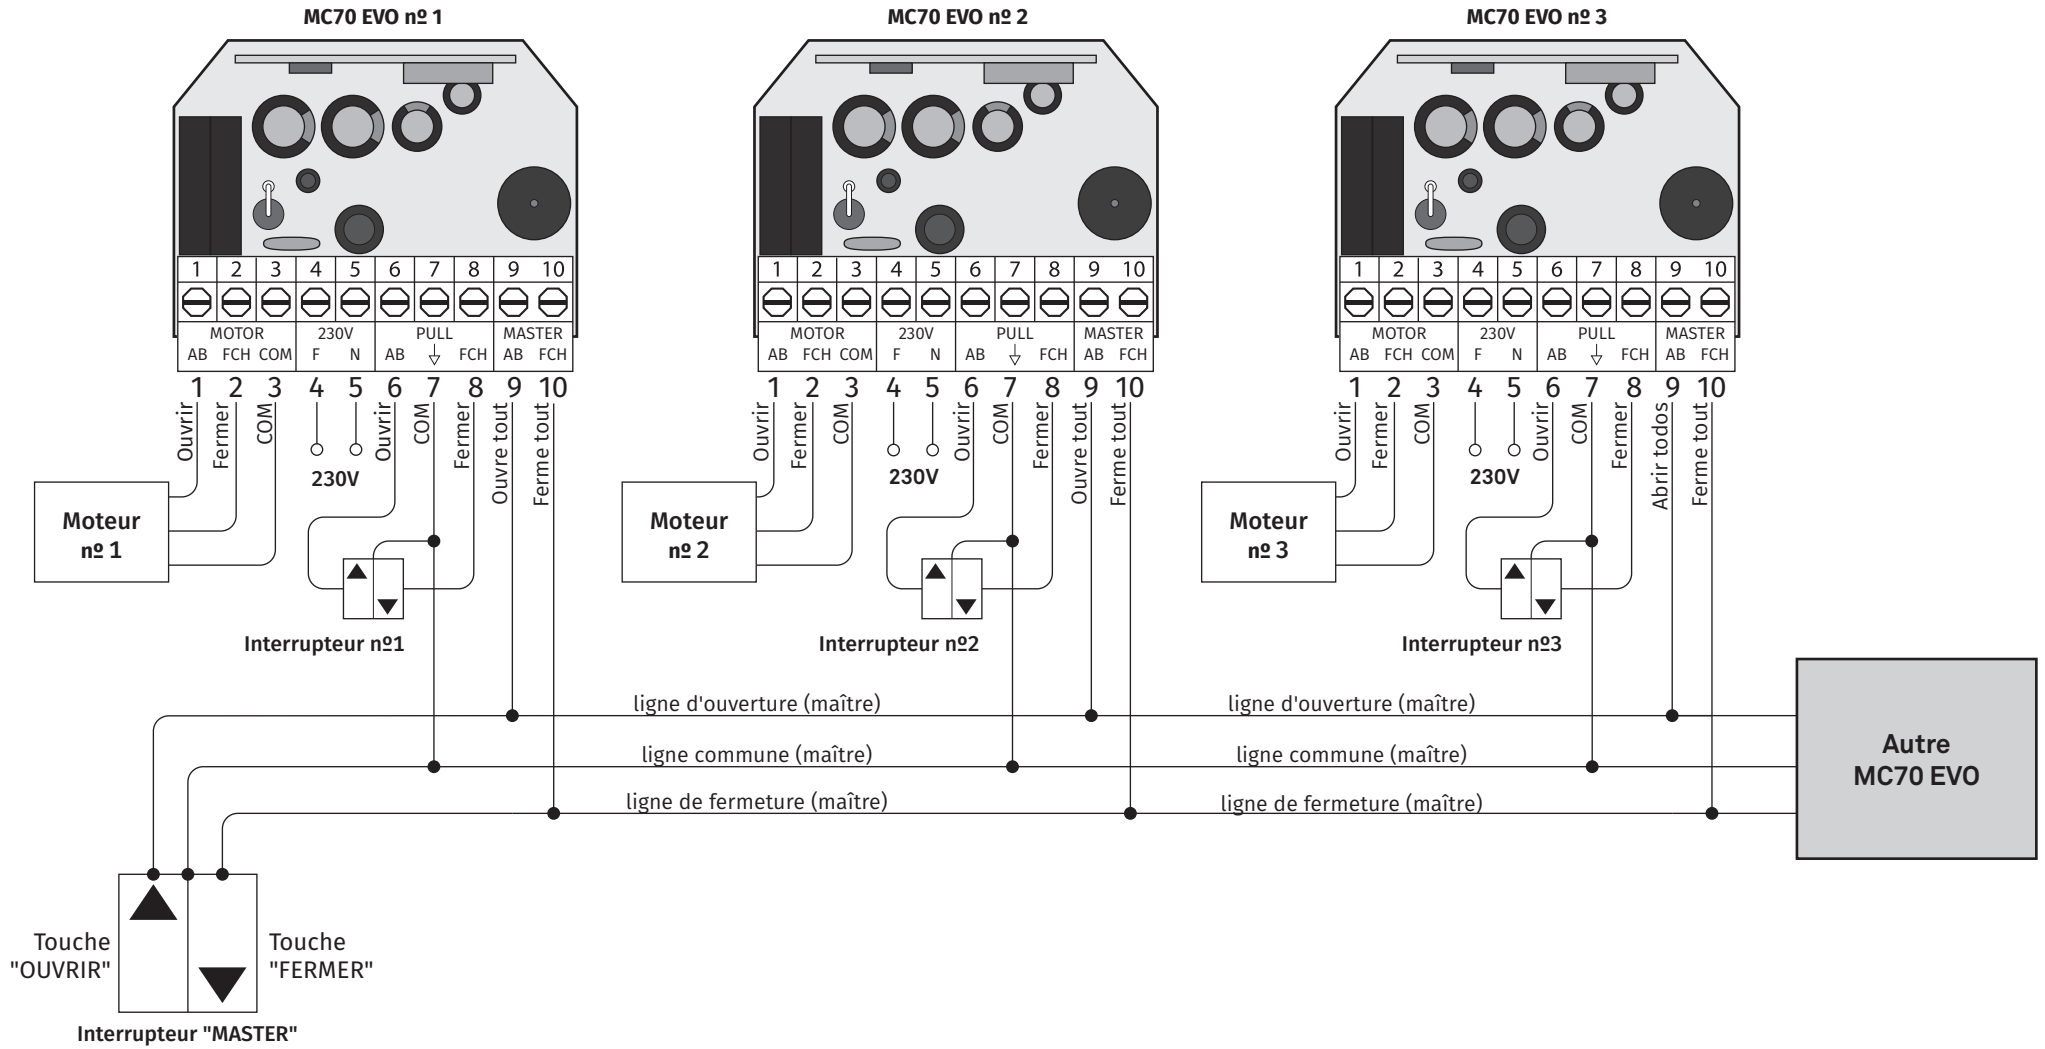 MC70 EVO nº 1
MC70 EVO nº 2
MC70 EVO nº 3
1 2 3 4 5 6 7 8 9 10
MOTOR 230V PULL MASTER
AB FCH COM F N AB FCH AB FCH
1 2 3 4 5 6 7 8 9 10
Ouvrir
Fermer
COM
230V
Ouvrir
COM
Fermer
Ouvre tout
Ferme tout
Moteur
nº 1
Interrupteur nº1
1 2 3 4 5 6 7 8 9 10
MOTOR 230V PULL MASTER
AB FCH COM F N AB FCH AB FCH
1 2 3 4 5 6 7 8 9 10
Ouvrir
Fermer
COM
230V
Ouvrir
COM
Fermer
Ouvre tout
Ferme tout
Moteur
nº 2
Interrupteur nº2
1 2 3 4 5 6 7 8 9 10
MOTOR 230V PULL MASTER
AB FCH COM F N AB FCH AB FCH
1 2 3 4 5 6 7 8 9 10
Ouvrir
Fermer
COM
230V
Ouvrir
COM
Fermer
Abrir todos
Ferme tout
Moteur
nº 3
Interrupteur nº3
ligne d'ouverture (maître)
ligne d'ouverture (maître)
ligne commune (maître)
ligne commune (maître)
ligne de fermeture (maître)
ligne de fermeture (maître)
Autre
MC70 EVO
Touche
"OUVRIR"
Touche
"FERMER"
Interrupteur "MASTER"